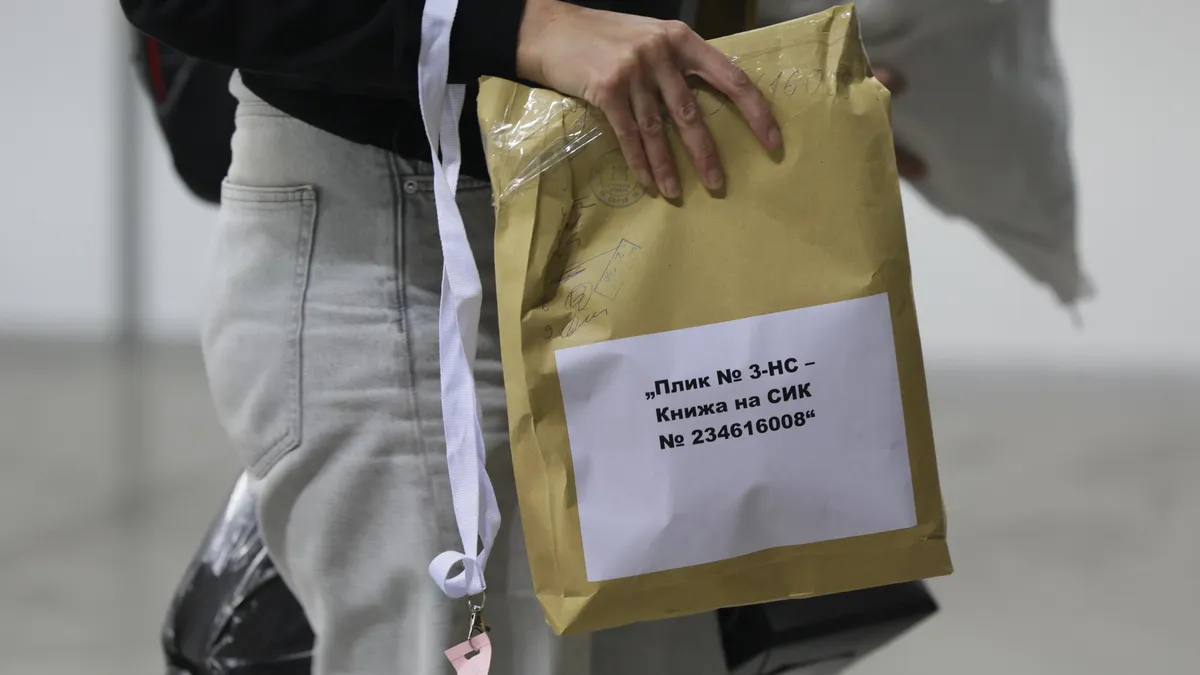 „Плик № 3-НС –
Книжа на СИК
№ 234616008“